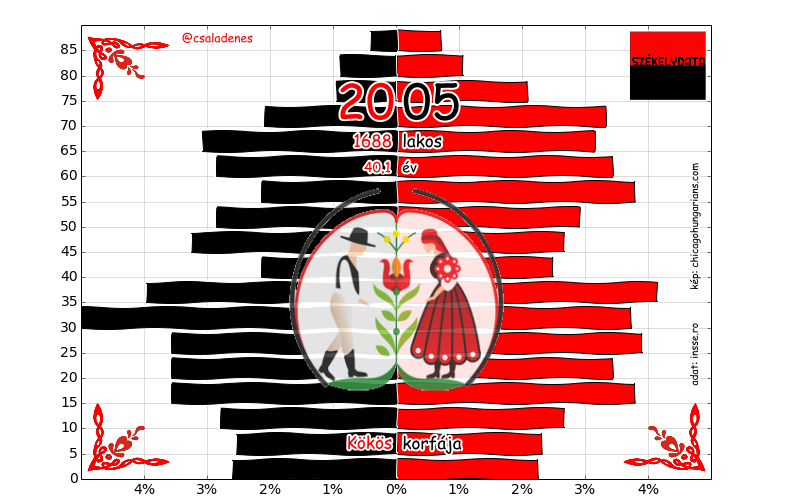 @csaladenes
SZÉKELYDATA
2005
1688 lakos
40.1 év
kép: chicagohungarians.com
adat: insse.ro
Kökös korfája
85
80
75
70
65
60
55
50
45
40
35
30
25
20
15
10
5
0
4% 3% 2% 1% 0% 1% 2% 3% 4%